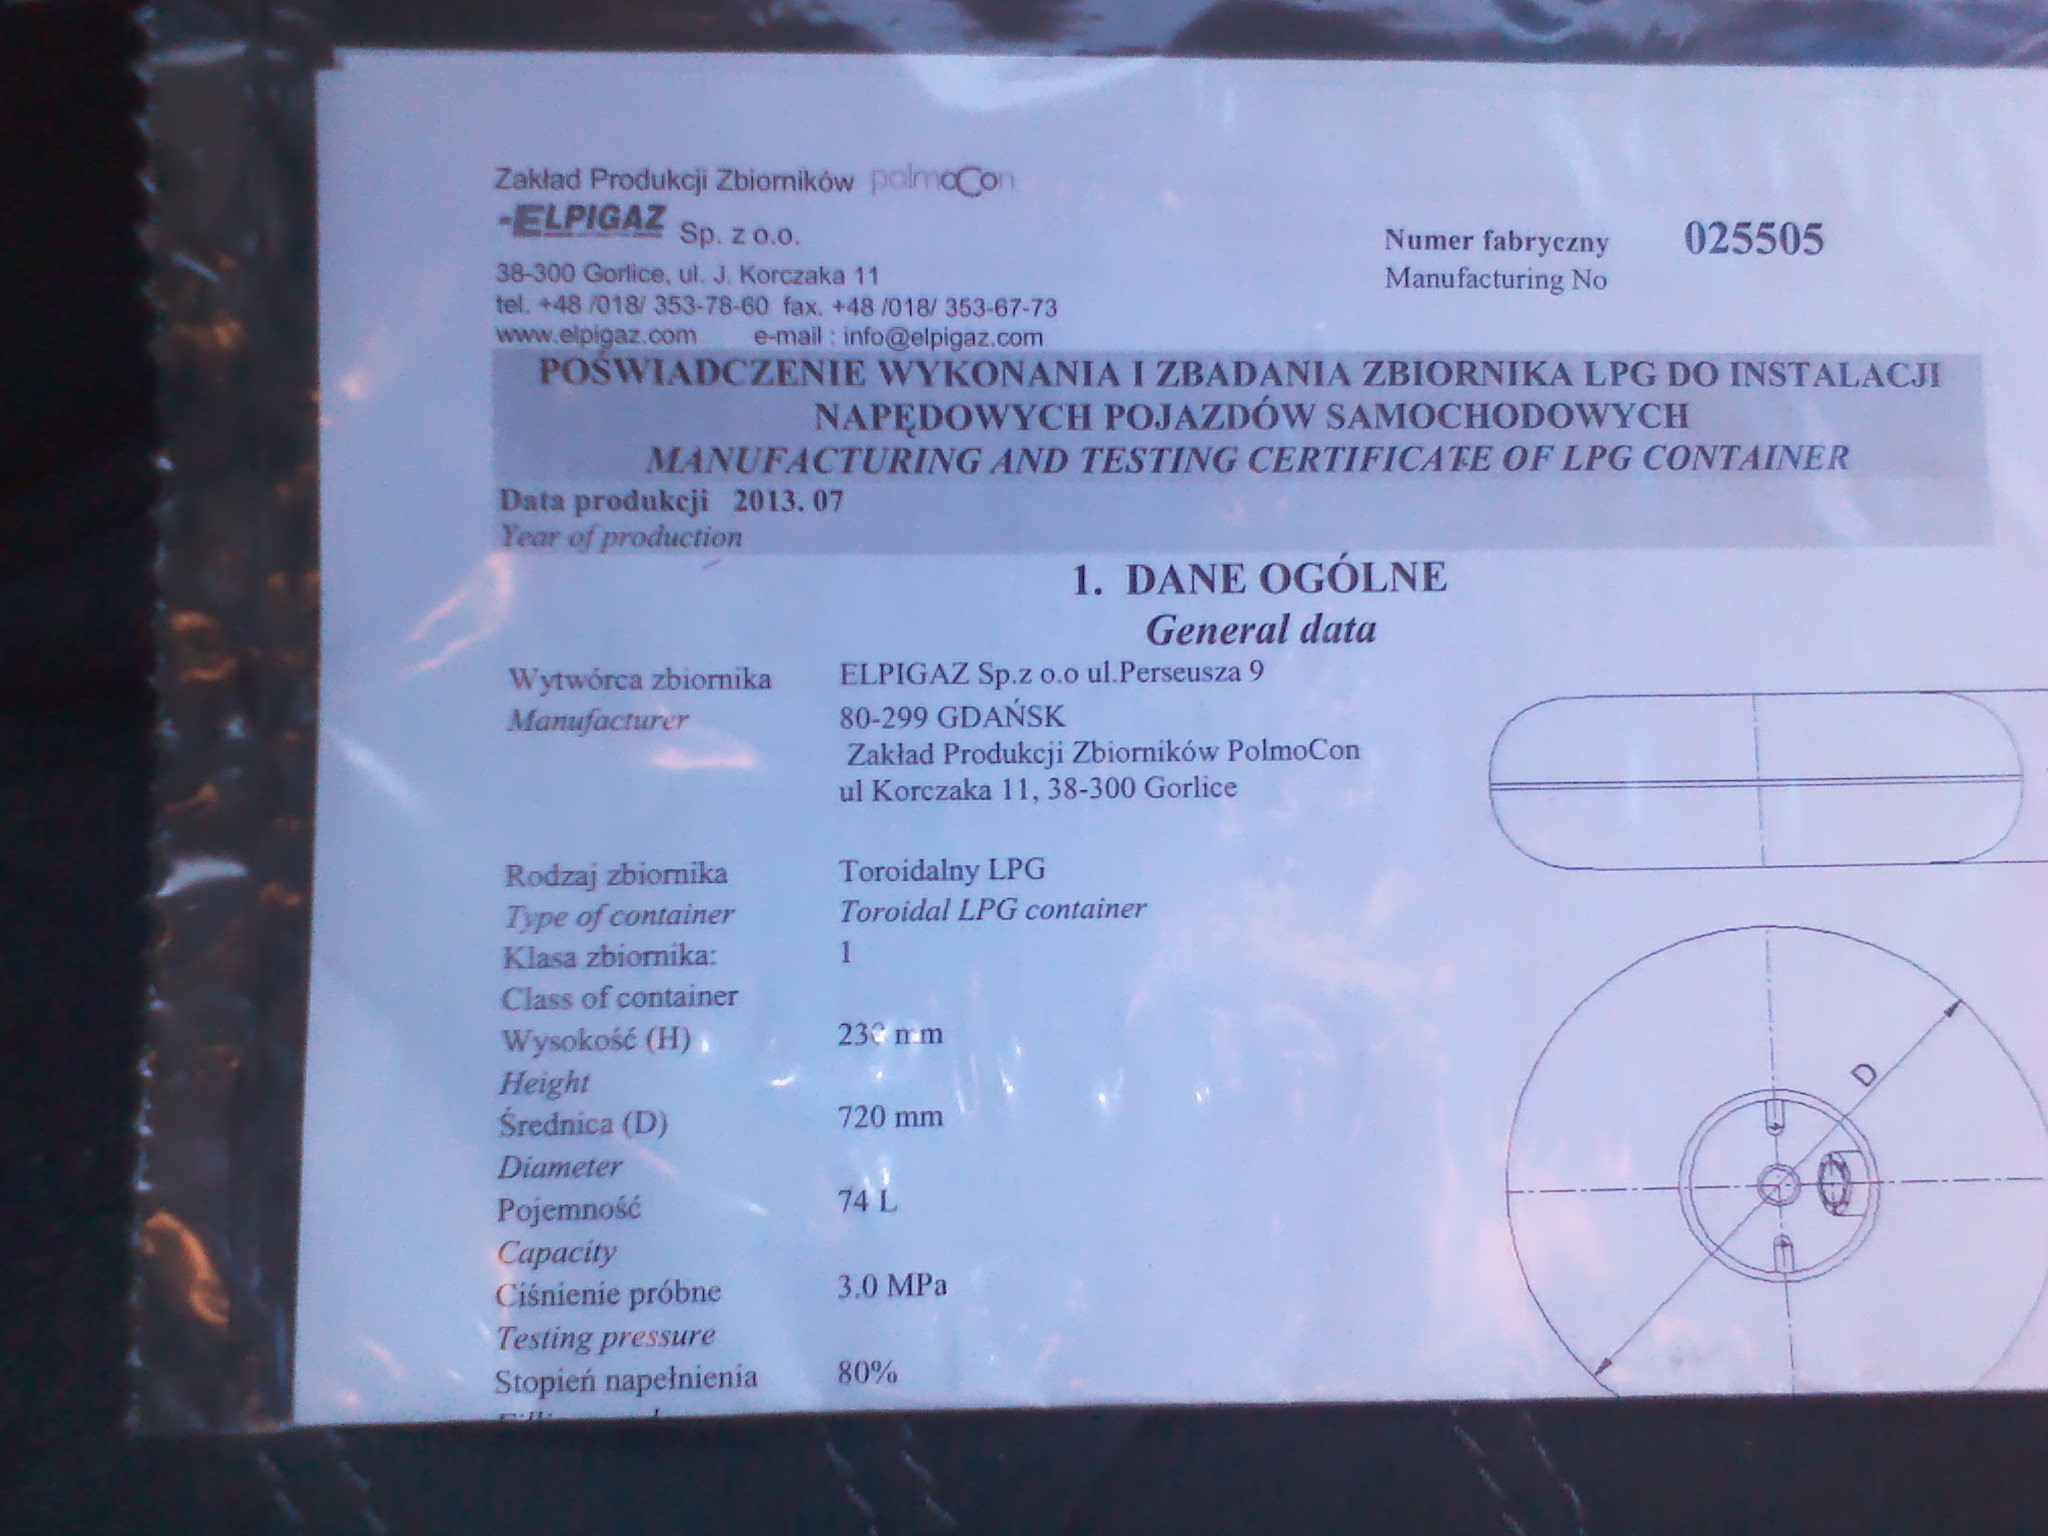 Zakład Produkcji Zbiorników polmoCon
ELPIGAZ Sp. z o.o.
38-300 Gorlice, ul. J. Korczaka 11
tel. +48 /018/ 353-78-60 fax. +48 /018/ 353-67-73
www.elpigaz.com e-mail : info@elpigaz.com
Numer fabryczny 025505
Manufacturing No
POŚWIADCZENIE WYKONANIA I ZBADANIA ZBIORNIKA LPG DO INSTALACJI
NAPĘDOWYCH POJAZDÓW SAMOCHODOWYCH
MANUFACTURING AND TESTING CERTIFICATE OF LPG CONTAINER
Data produkcji 2013. 07
Year of production
1. DANE OGÓLNE
General data
Wytwórca zbiornika ELPIGAZ Sp.z o.o ul.Perseusza 9
Manufacturer 80-299 GDAŃSK
Zakład Produkcji Zbiorników PolmoCon
ul Korczaka 11, 38-300 Gorlice
Rodzaj zbiornika Toroidalny LPG
Type of container Toroidal LPG container
Klasa zbiornika: 1
Class of container
Wysokość (H) mm
Height
Średnica (D) 720 mm
Diameter
Pojemność 74 L
Capacity
Ciśnienie próbne 3.0 MPa
Testing pressure
Stopień napełnienia 80%
D